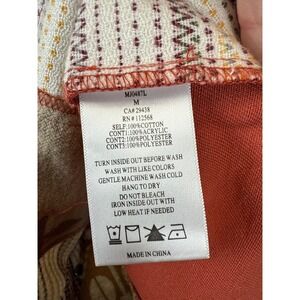 MJ0487L
M
CA# 29438
RN # 112568
SELF:100%COTTON
CONT1:100%ACRYLIC
CONT2:100%POLYESTER
CONT3:100%POLYESTER
TURN INSIDE OUT BEFORE WASH
WASH WITH LIKE COLORS
GENTLE MACHINE WASH COLD
HANG TO DRY
DO NOT BLEACH
IRON INSIDE OUT WITH
LOW HEAT IF NEEDED
MADE IN CHINA